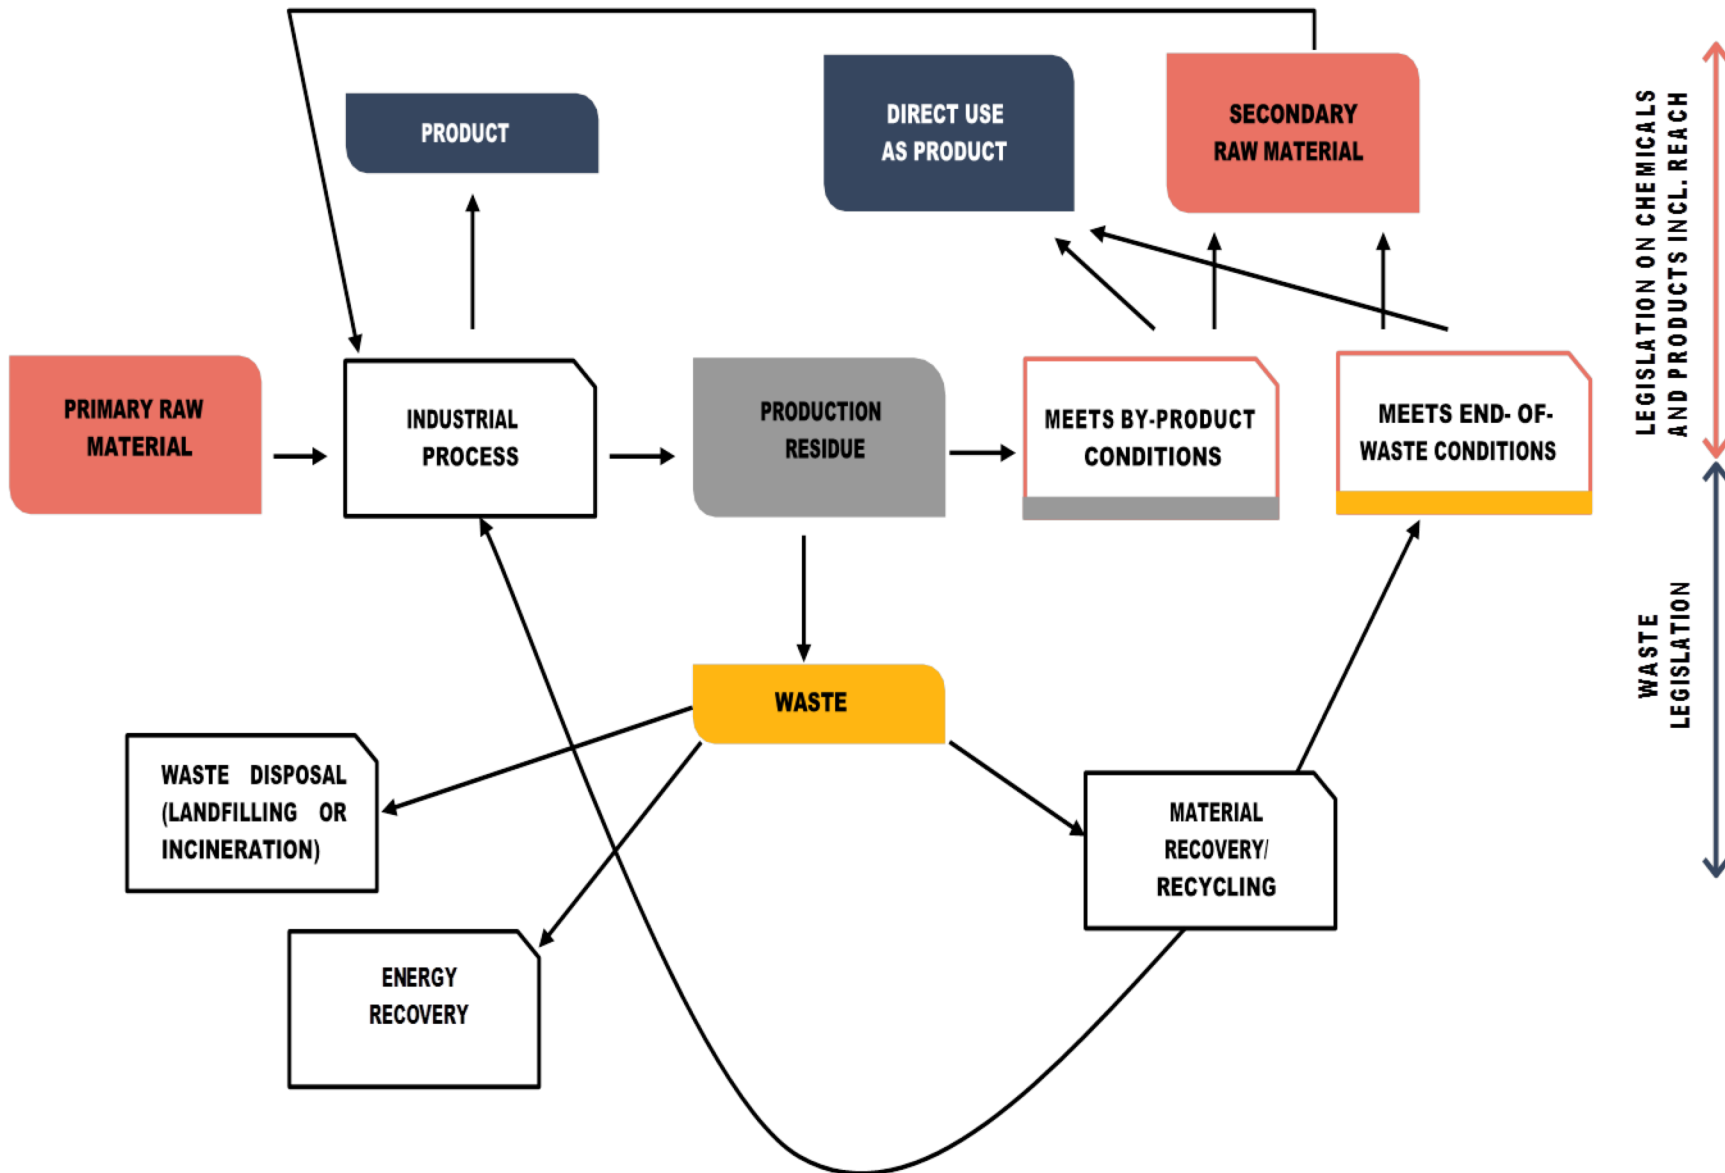 PRODUCT
DIRECT USE
AS PRODUCT
SECONDARY
RAW MATERIAL
LEGISLATION ON CHEMICALS
AND PRODUCTS INCL. REACH
PRIMARY RAW
MATERIAL
INDUSTRIAL
PROCESS
PRODUCTION
RESIDUE
MEETS BY-PRODUCT
CONDITIONS
MEETS END- OF-
WASTE CONDITIONS
WASTE
LEGISLATION
WASTE
WASTE DISPOSAL
(LANDFILLING OR
INCINERATION)
MATERIAL
RECOVERY/
RECYCLING
ENERGY
RECOVERY